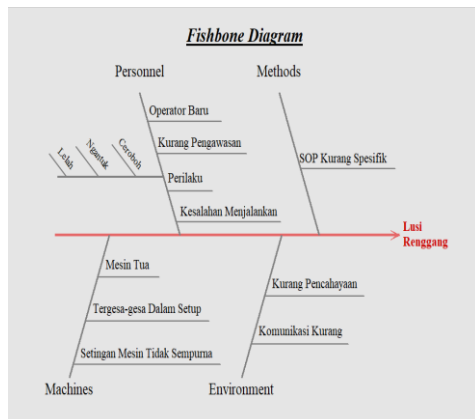 Fishbone Diagram
Personnel
Methods
Operator Baru
Kurang Pengawasan
Perilaku
Kesalahan Menjalankan
Lelah
Ngantuk
Ceroboh
SOP Kurang Spesifik
Lusi
Renggang
Mesin Tua
Tergesa-gesa Dalam Setup
Setingan Mesin Tidak Sempurna
Kurang Pencahayaan
Komunikasi Kurang
Machines
Environment